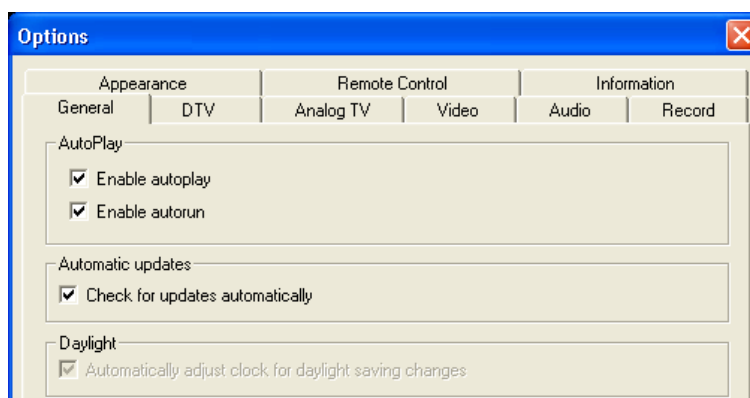 Options
Appearance Remote Control Information
General DTV Analog TV Video Audio Record
AutoPlay
Enable autoplay
Enable autorun
Automatic updates
Check for updates automatically
Daylight
Automatically adjust clock for daylight saving changes